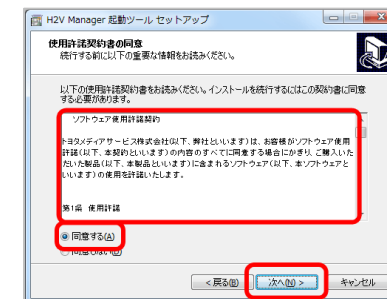 H2V Manager 起動ツール セットアップ
使用許諾契約書の同意
続行する前に以下の重要な情報をお読みください。
以下の使用許諾契約書をお読みください。インストールを続行するにはこの契約書に同意
する必要があります。
ソフトウェア使用許諾契約
トヨタメディアサービス株式会社(以下、弊社といいます)は、お客様がソフトウェア使用
許諾(以下、本契約といいます)の内容のすべてに同意する場合にかぎり、ご購入いた
だいた製品(以下、本製品といいます)に含まれるソフトウェア(以下、本ソフトウェアと
いいます)の使用を許諾いたします。
第1条 使用許諾
同意する(A)
同意しない(D)
< 戻る(B)
次へ(N) >
キャンセル